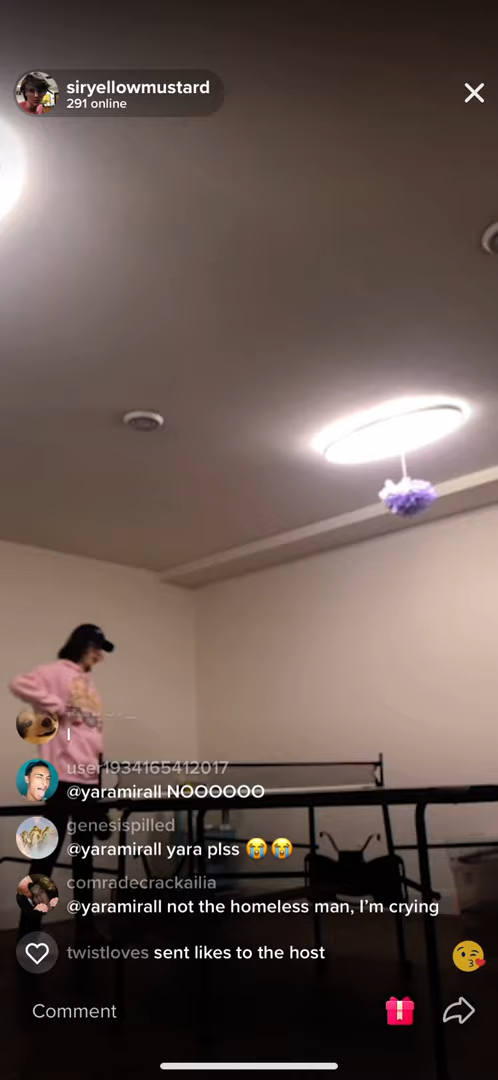 siryellowmustard
291 online
I
user1934165412017
@yaramirall NOOOOOO
genesispilled
@yaramirall yara plss 😭😭
comradecrackailia
@yaramirall not the homeless man, I'm crying
twistloves sent likes to the host
Comment